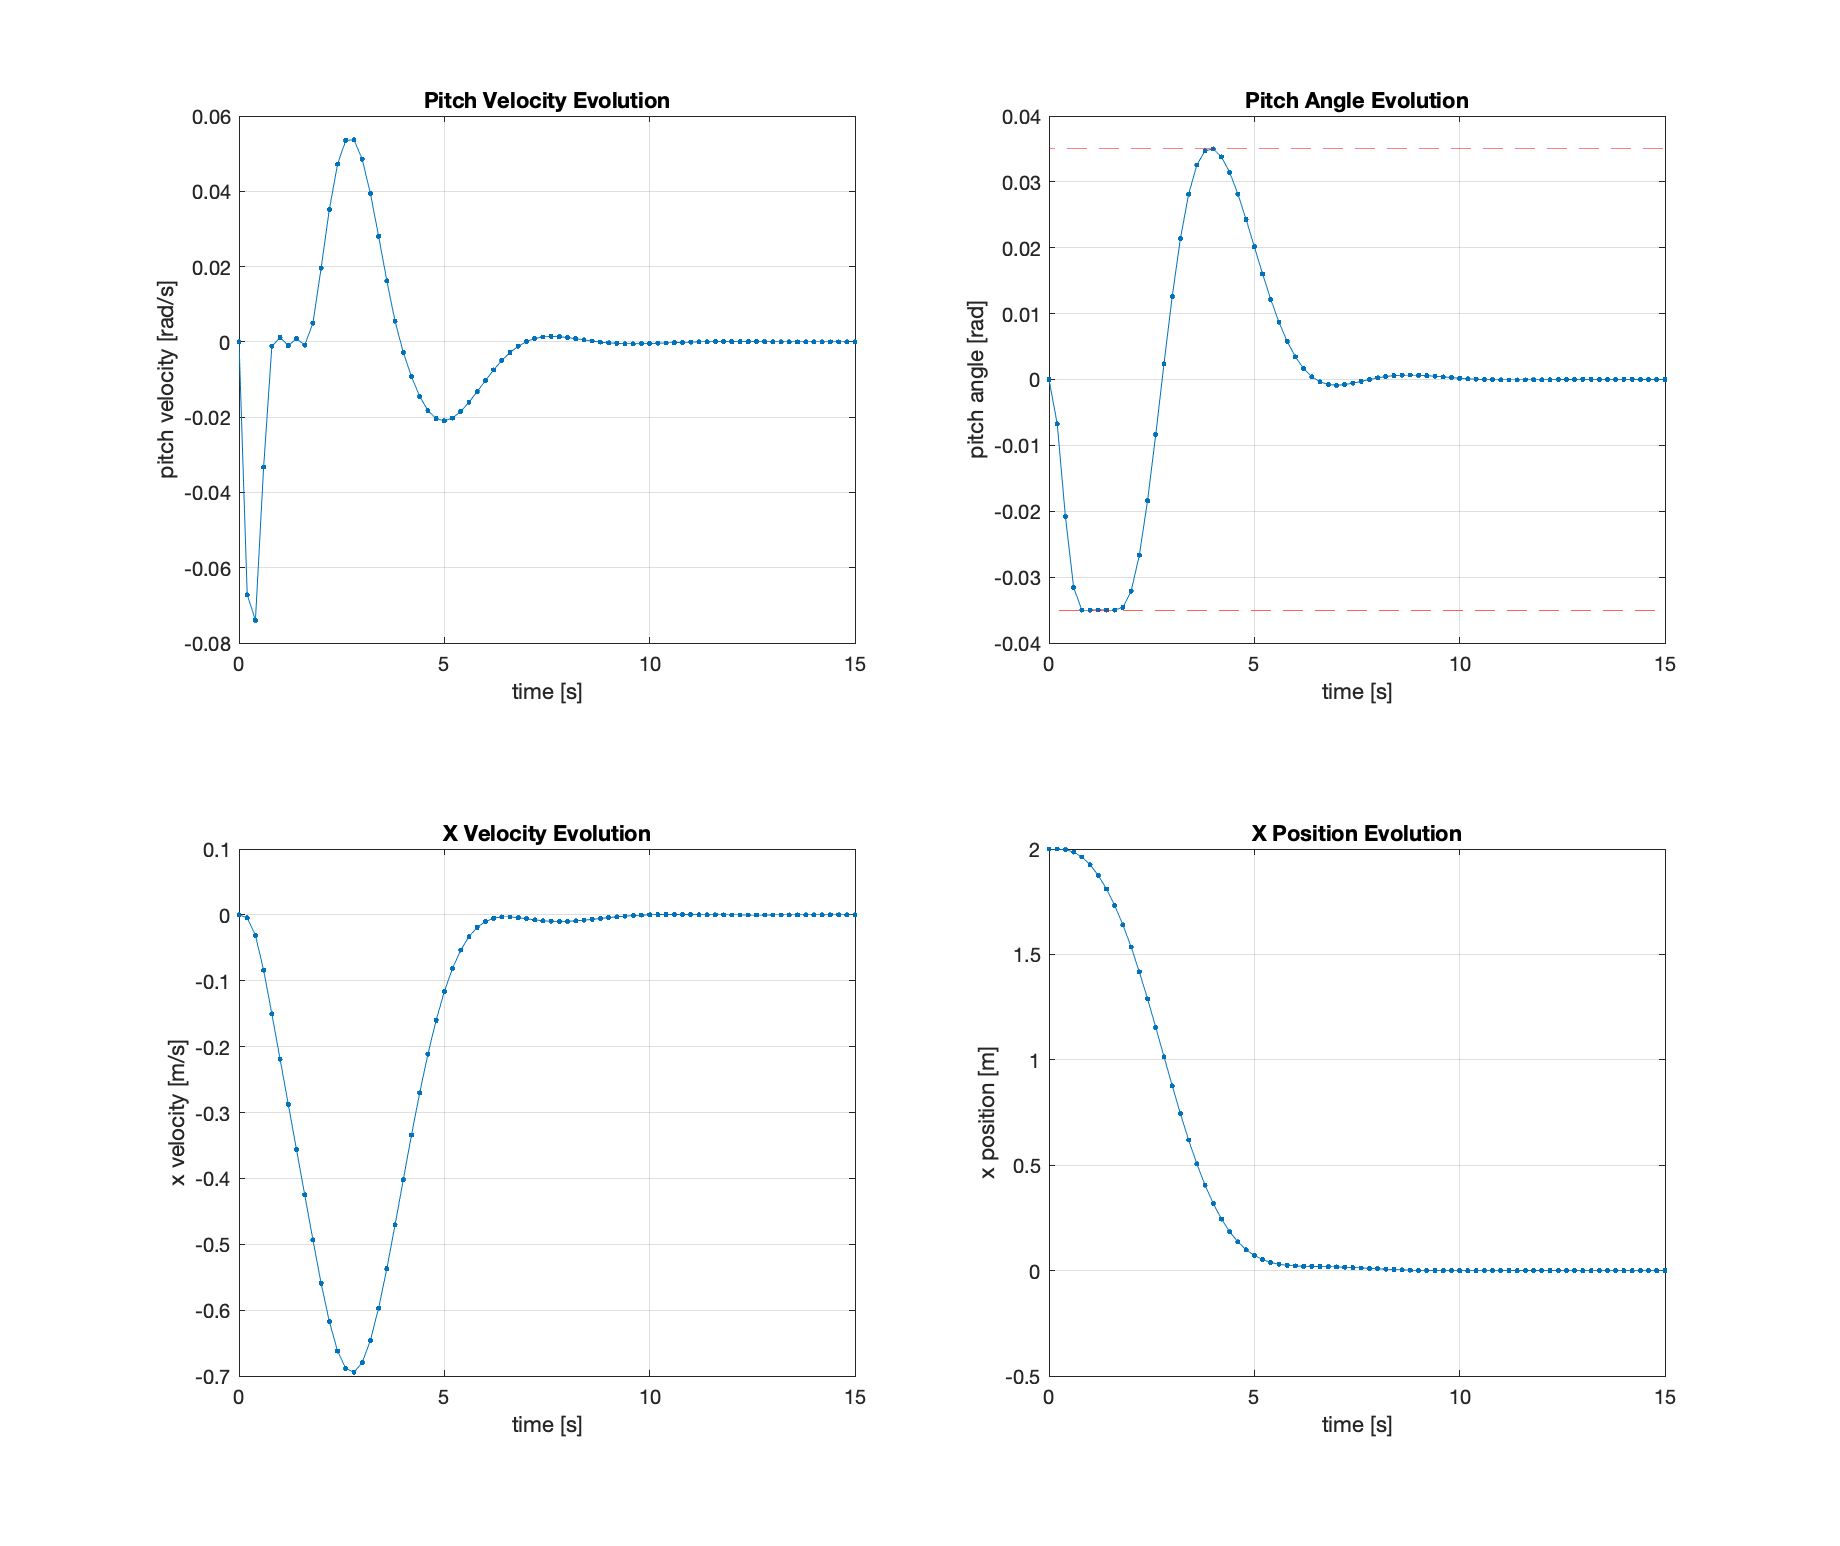 Pitch Velocity Evolution
0.06
0.04
0.02
0
-0.02
-0.04
-0.06
-0.08
pitch velocity [rad/s]
0 5 10 15
time [s]
Pitch Angle Evolution
0.04
0.03
0.02
0.01
0
-0.01
-0.02
-0.03
-0.04
pitch angle [rad]
0 5 10 15
time [s]
X Velocity Evolution
0.1
0
-0.1
-0.2
-0.3
-0.4
-0.5
-0.6
-0.7
x velocity [m/s]
0 5 10 15
time [s]
X Position Evolution
2
1.5
1
0.5
0
-0.5
x position [m]
0 5 10 15
time [s]